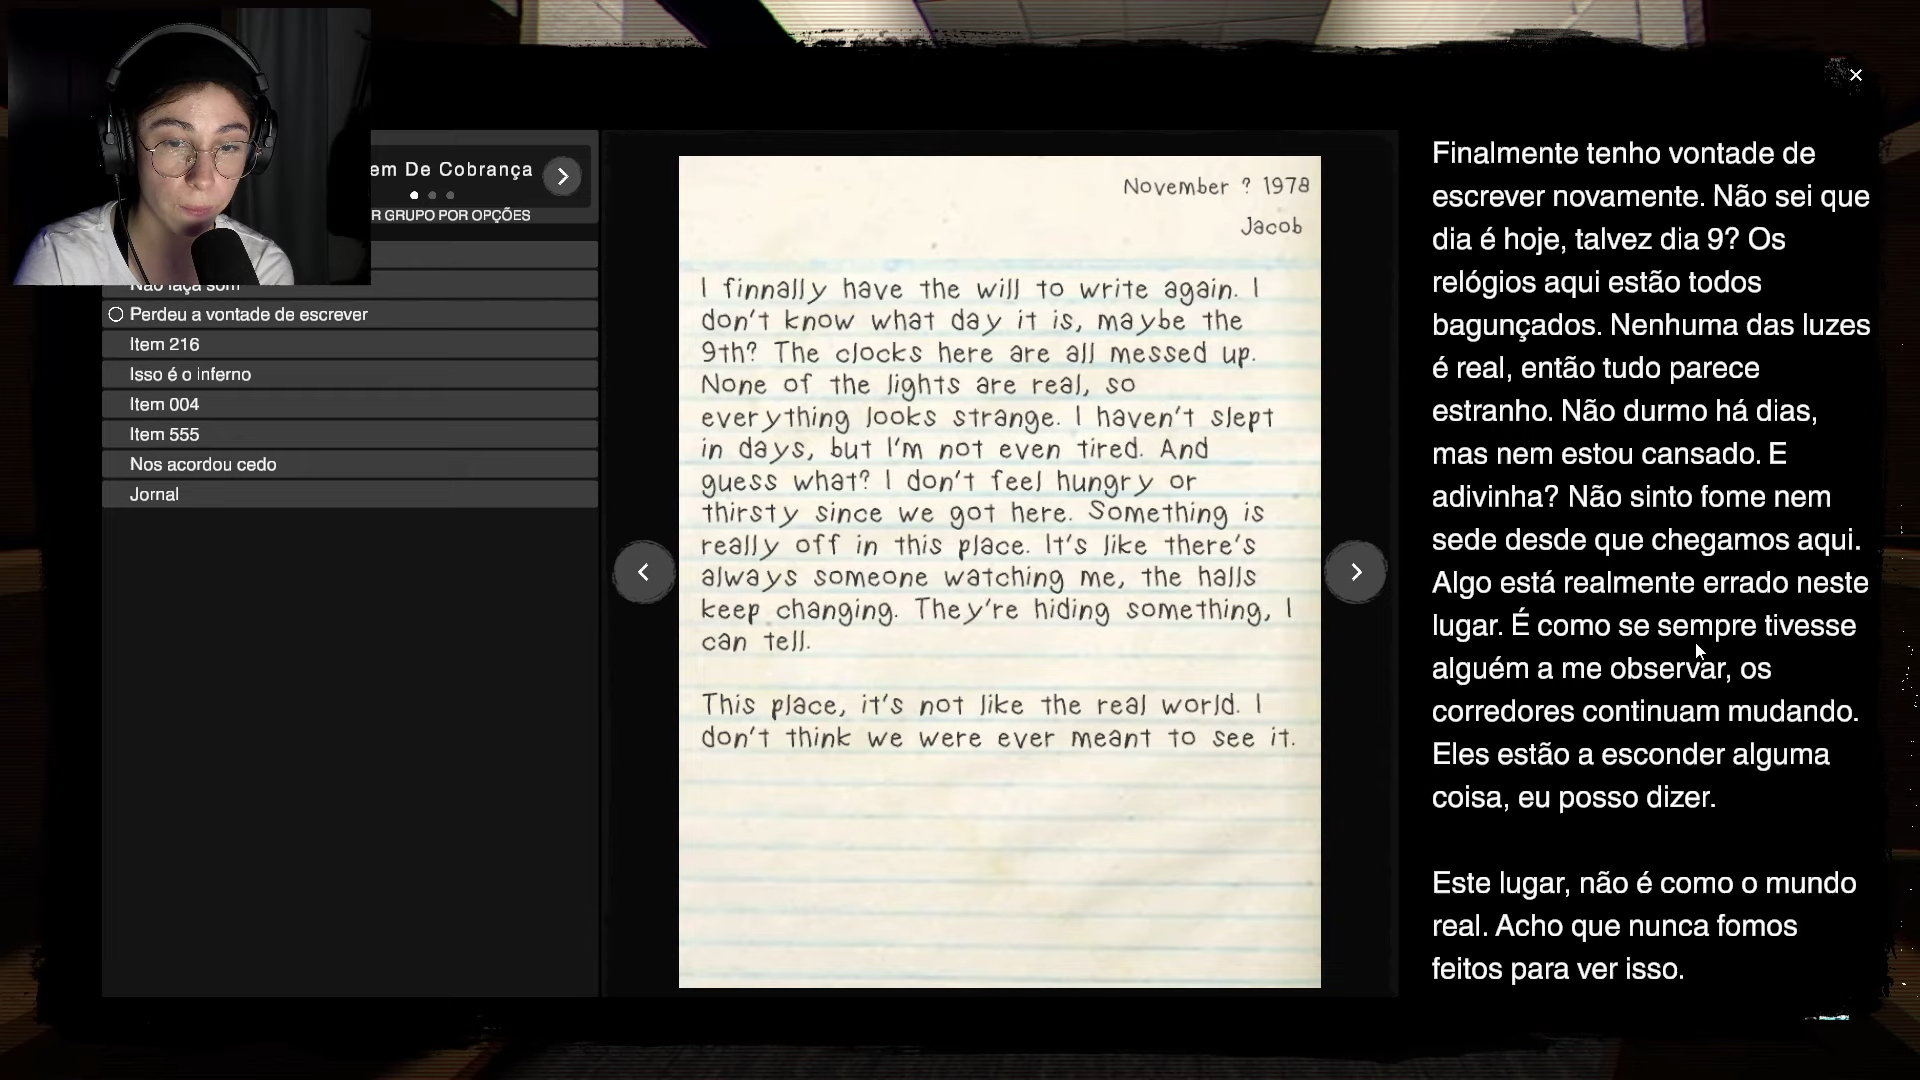 em De Cobrança
R GRUPO POR OPÇÕES
Não faça som
Perdeu a vontade de escrever
Item 216
Isso é o inferno
Item 004
Item 555
Nos acordou cedo
Jornal
November ? 1978
Jacob
I finnally have the will to write again. I
don't know what day it is, maybe the
9th? The clocks here are all messed up.
None of the lights are real, so
everything looks strange. I haven't slept
in days, but I'm not even tired. And
guess what? I don't feel hungry or
thirsty since we got here. Something is
really off in this place. It's like there's
always someone watching me, the halls
keep changing. They're hiding something, I
can tell.
This place, it's not like the real world. I
don't think we were ever meant to see it.
Finalmente tenho vontade de
escrever novamente. Não sei que
dia é hoje, talvez dia 9? Os
relógios aqui estão todos
bagunçados. Nenhuma das luzes
é real, então tudo parece
estranho. Não durmo há dias,
mas nem estou cansado. E
adivinha? Não sinto fome nem
sede desde que chegamos aqui.
Algo está realmente errado neste
lugar. É como se sempre tivesse
alguém a me observar, os
corredores continuam mudando.
Eles estão a esconder alguma
coisa, eu posso dizer.
Este lugar, não é como o mundo
real. Acho que nunca fomos
feitos para ver isso.